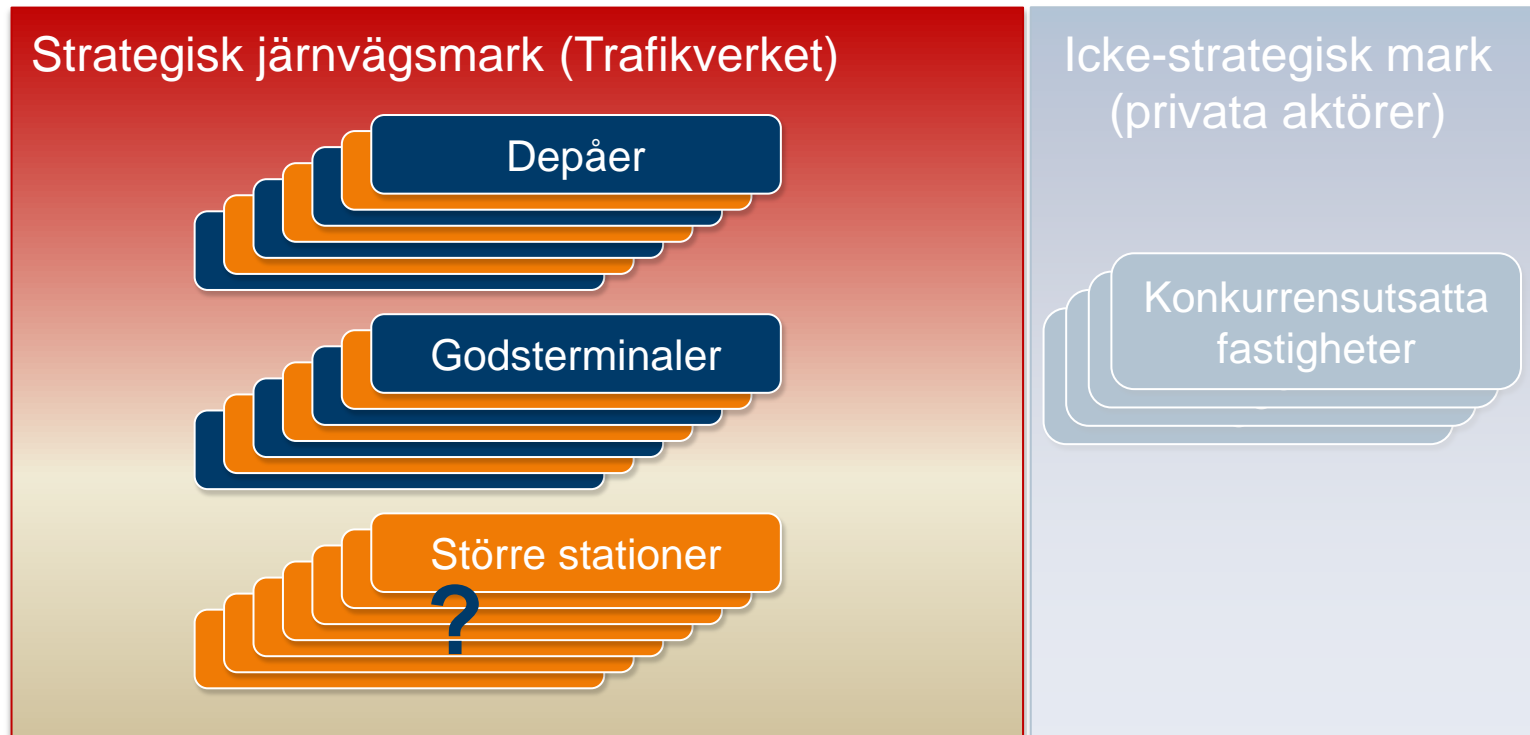 Strategisk järnvägsmark (Trafikverket)
Depåer
Godsterminaler
Större stationer
?
Icke-strategisk mark
(privata aktörer)
Konkurrensutsatta
fastigheter